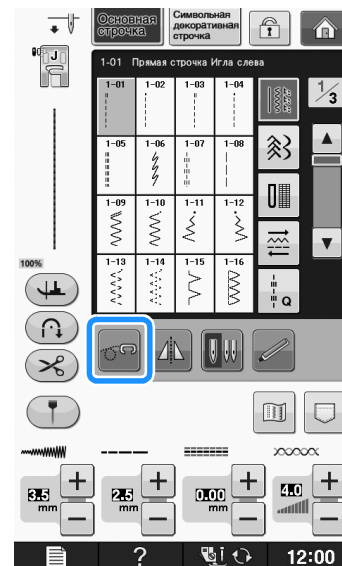 Основная
строчка
Символьная
декоративная
строчка
J
1-01 Прямая строчка Игла слева
1/3
1-01 1-02 1-03 1-04
1-05 1-06 1-07 1-08
1-09 1-10 1-11 1-12
1-13 1-14 1-15 1-16
Q
100%
3.5 mm
2.5 mm
0.00 mm
4.0
?
12:00